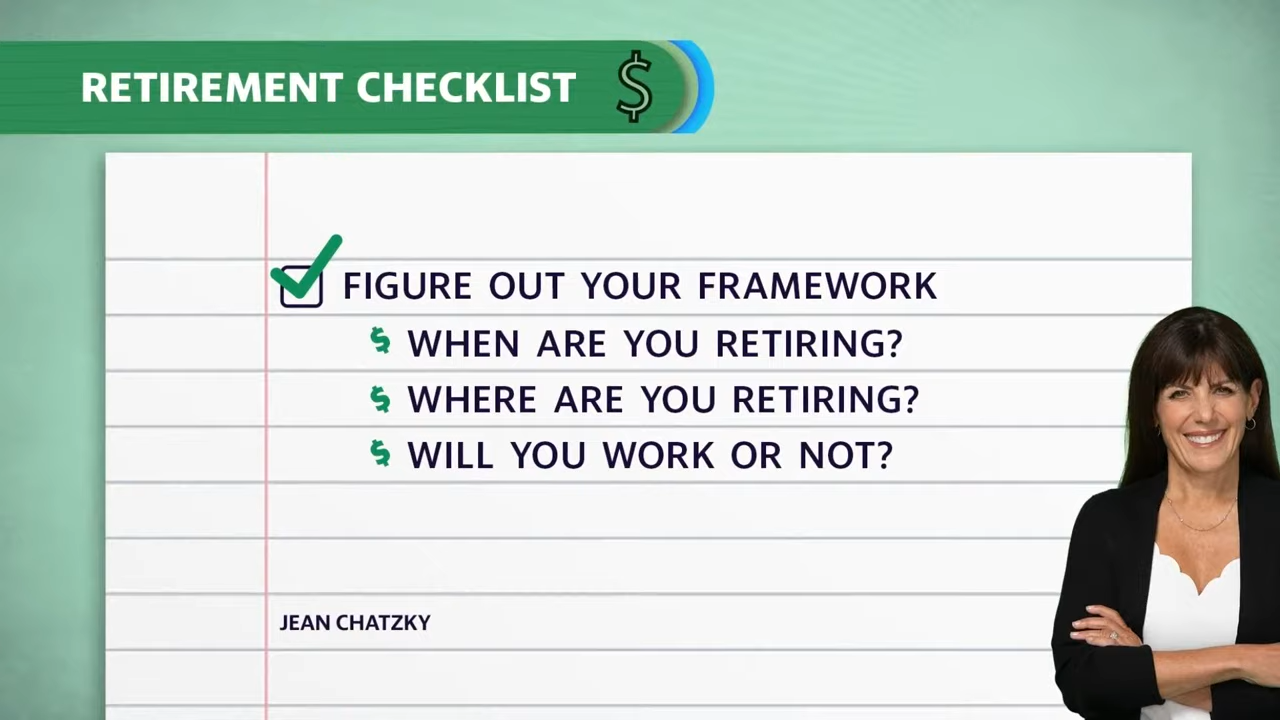 RETIREMENT CHECKLIST $
FIGURE OUT YOUR FRAMEWORK
$ WHEN ARE YOU RETIRING?
$ WHERE ARE YOU RETIRING?
$ WILL YOU WORK OR NOT?
JEAN CHATZKY